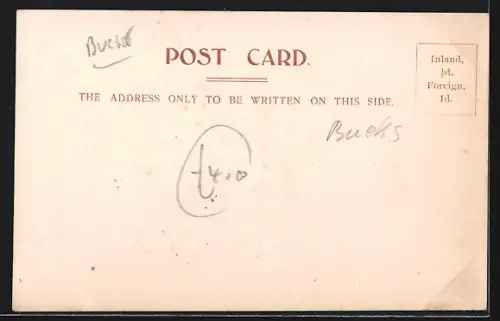 Bucks
POST CARD.
THE ADDRESS ONLY TO BE WRITTEN ON THIS SIDE.
Inland,
½d.
Foreign,
1d.
Bucks
£4.00